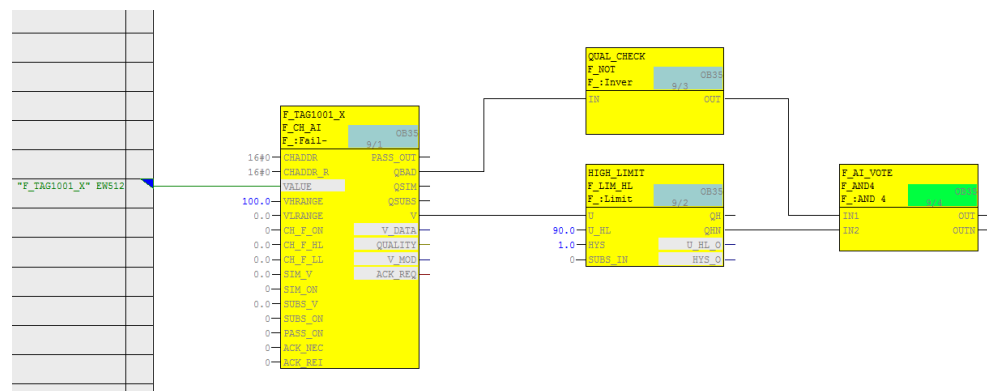 QUAL_CHECK
F_NOT
F_:Inver
OB35
9/3
IN OUT
F_TAG1001_X
F_CH_AI
F_:Fail-
OB35
9/1
16#0 CHADDR PASS_OUT
16#0 CHADDR_R QBAD
"F_TAG1001_X" EW512 VALUE QSIM
100.0 VHRANGE QSUBS
0.0 VLRANGE V
0 CH_F_ON V_DATA
0.0 CH_F_HL QUALITY
0.0 CH_F_LL V_MOD
0.0 SIM_V ACK_REQ
0 SIM_ON
0.0 SUBS_V
0 SUBS_ON
0 PASS_ON
0 ACK_NEC
0 ACK_REI
HIGH_LIMIT
F_LIM_HL
F_:Limit
OB35
9/2
U QH
90.0 U_HL QHN
1.0 HYS U_HL_O
0 SUBS_IN HYS_O
F_AI_VOTE
F_AND4
F_:AND 4
OB35
9/4
IN1 OUT
IN2 OUTN